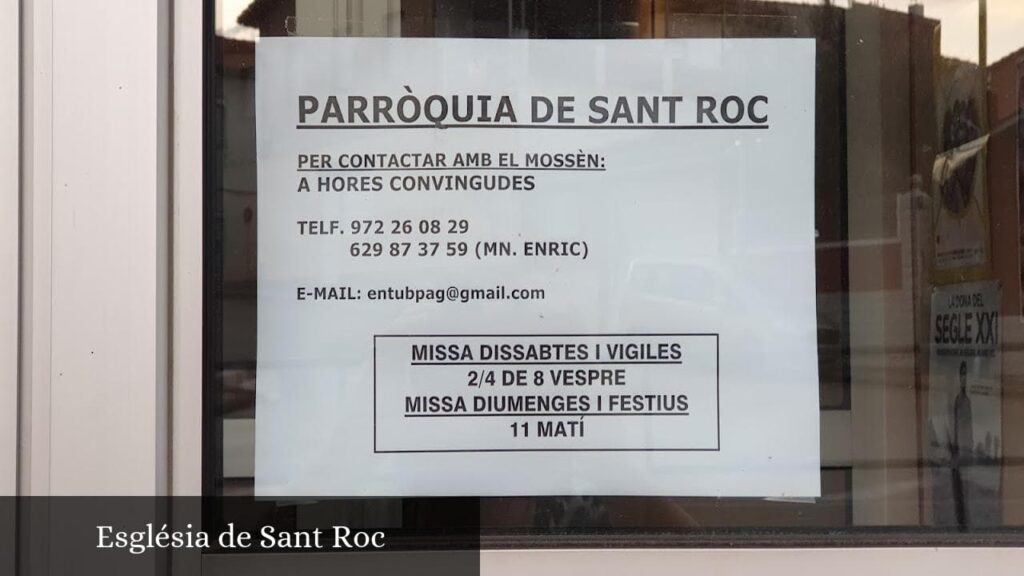 PARRÒQUIA DE SANT ROC
PER CONTACTAR AMB EL MOSSÈN:
A HORES CONVINGUDES
TELF. 972 26 08 29
629 87 37 59 (MN. ENRIC)
E-MAIL: entubpag@gmail.com
MISSA DISSABTES I VIGILES
2/4 DE 8 VESPRE
MISSA DIUMENGES I FESTIUS
11 MATÍ
LA DONA DEL
SEGLE XXI
Església de Sant Roc